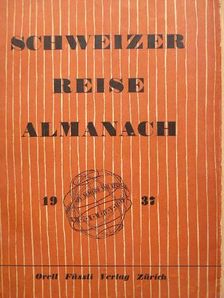 SCHWEIZER
REISE
ALMANACH
19 37
Orell Füssli Verlag Zürich